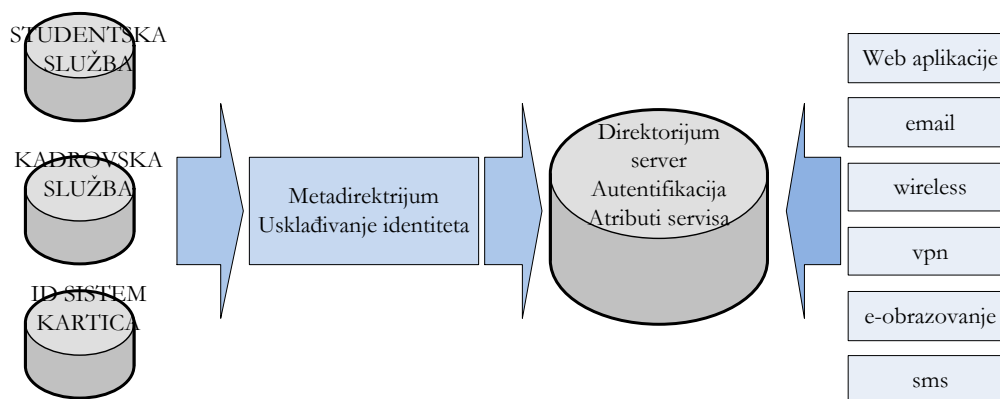 STUDENTSKA
SLUŽBA
KADROVSKA
SLUŽBA
ID SISTEM
KARTICA
Metadirektrijum
Usklađivanje identiteta
Direktorijum
server
Autentifikacija
Atributi servisa
Web aplikacije
email
wireless
vpn
e-obrazovanje
sms